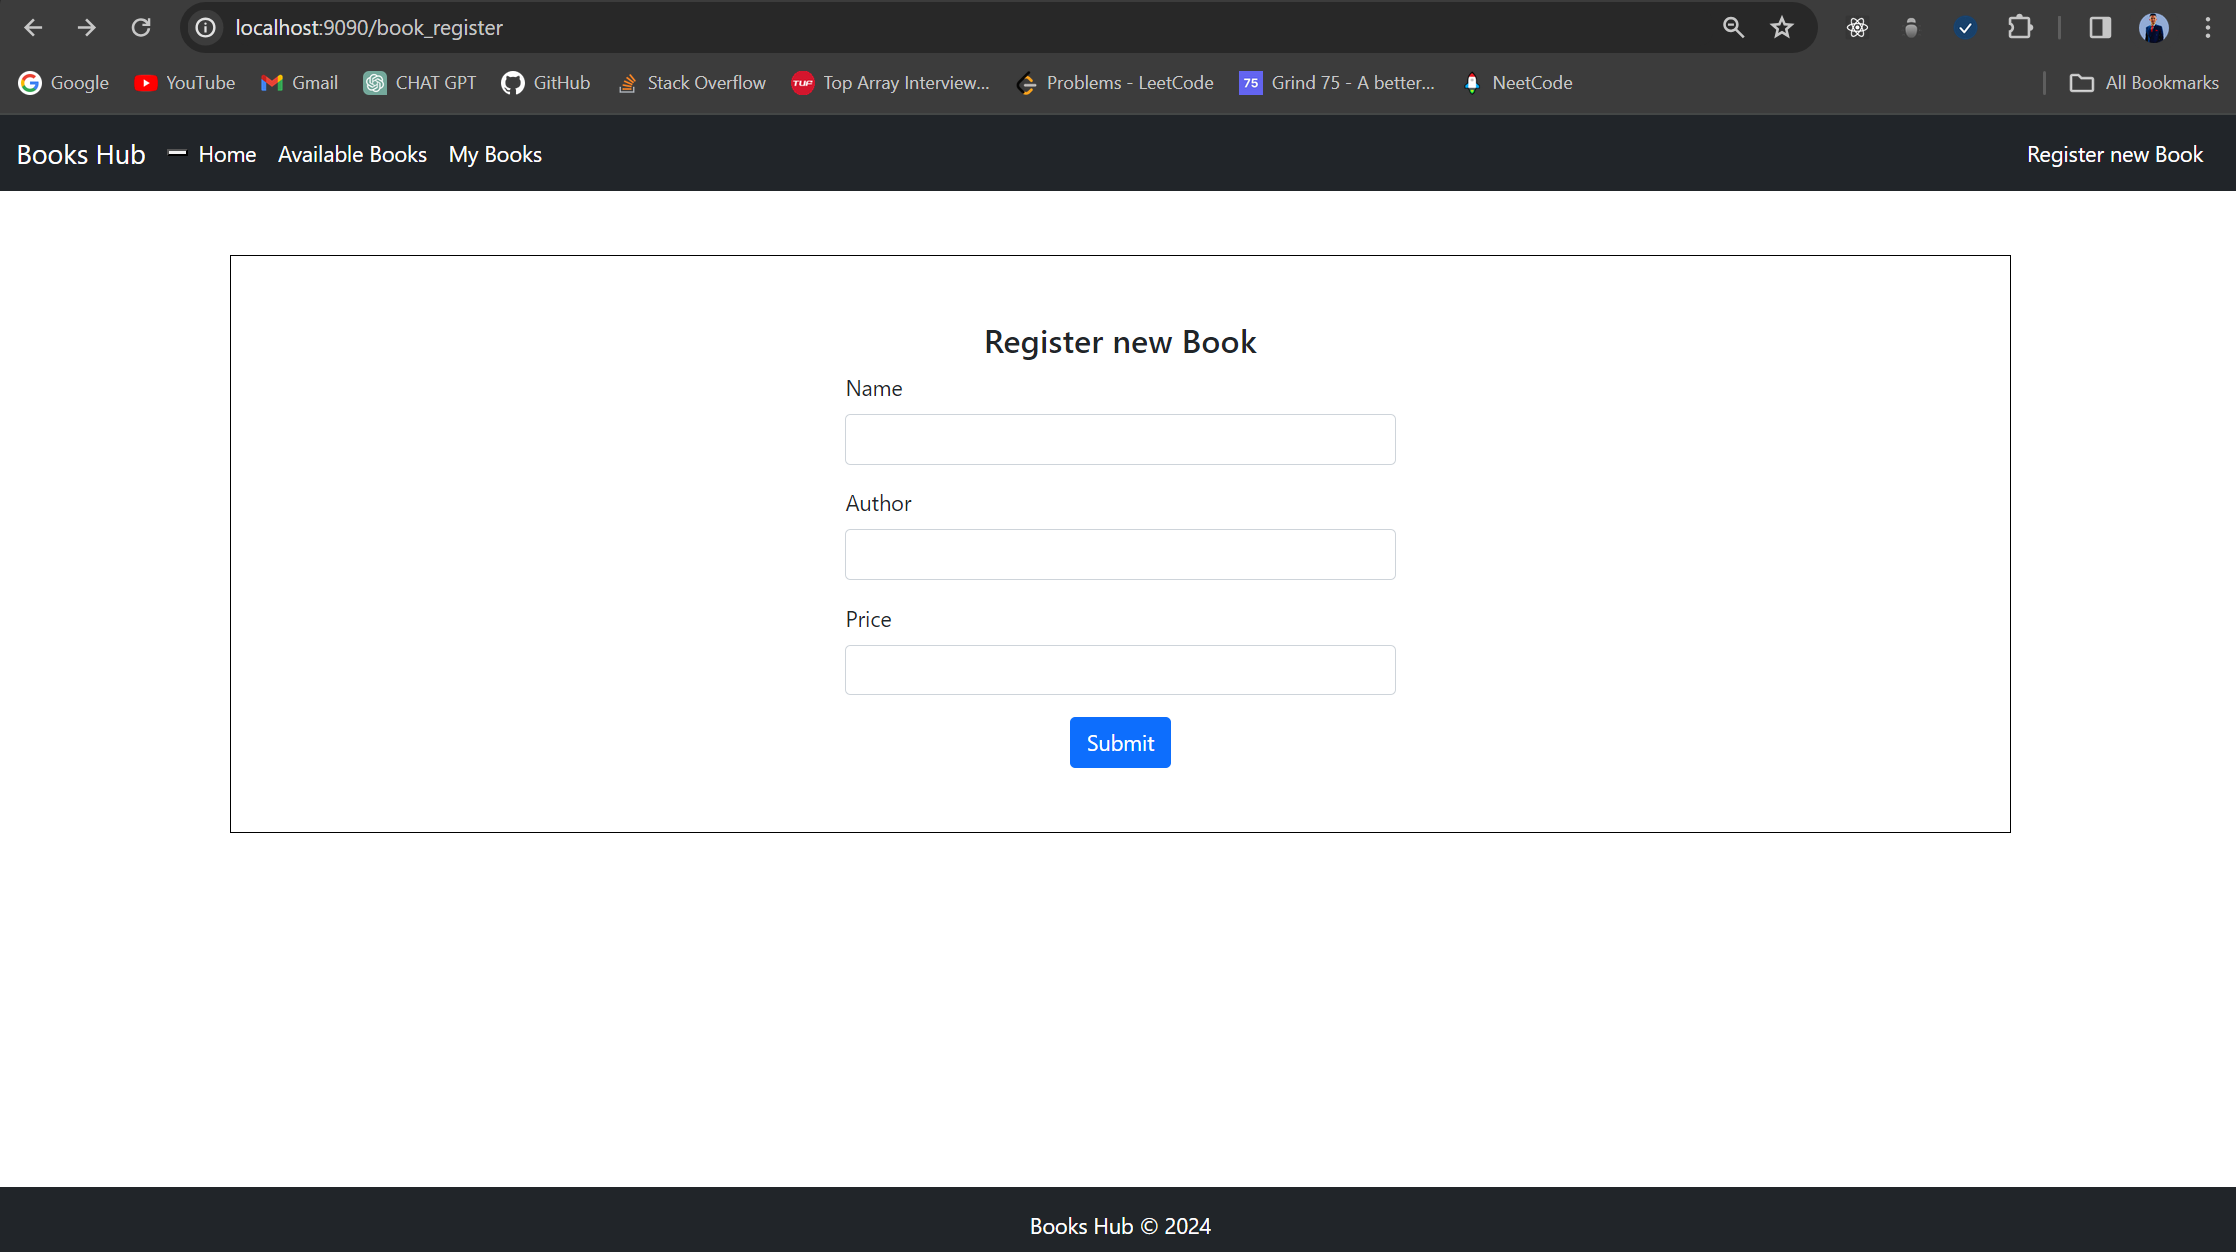 localhost:9090/book_register
Google YouTube Gmail CHAT GPT GitHub Stack Overflow TUF Top Array Interview... Problems - LeetCode 75 Grind 75 - A better... NeetCode All Bookmarks
Books Hub Home Available Books My Books Register new Book
Register new Book
Name
Author
Price
Submit
Books Hub © 2024